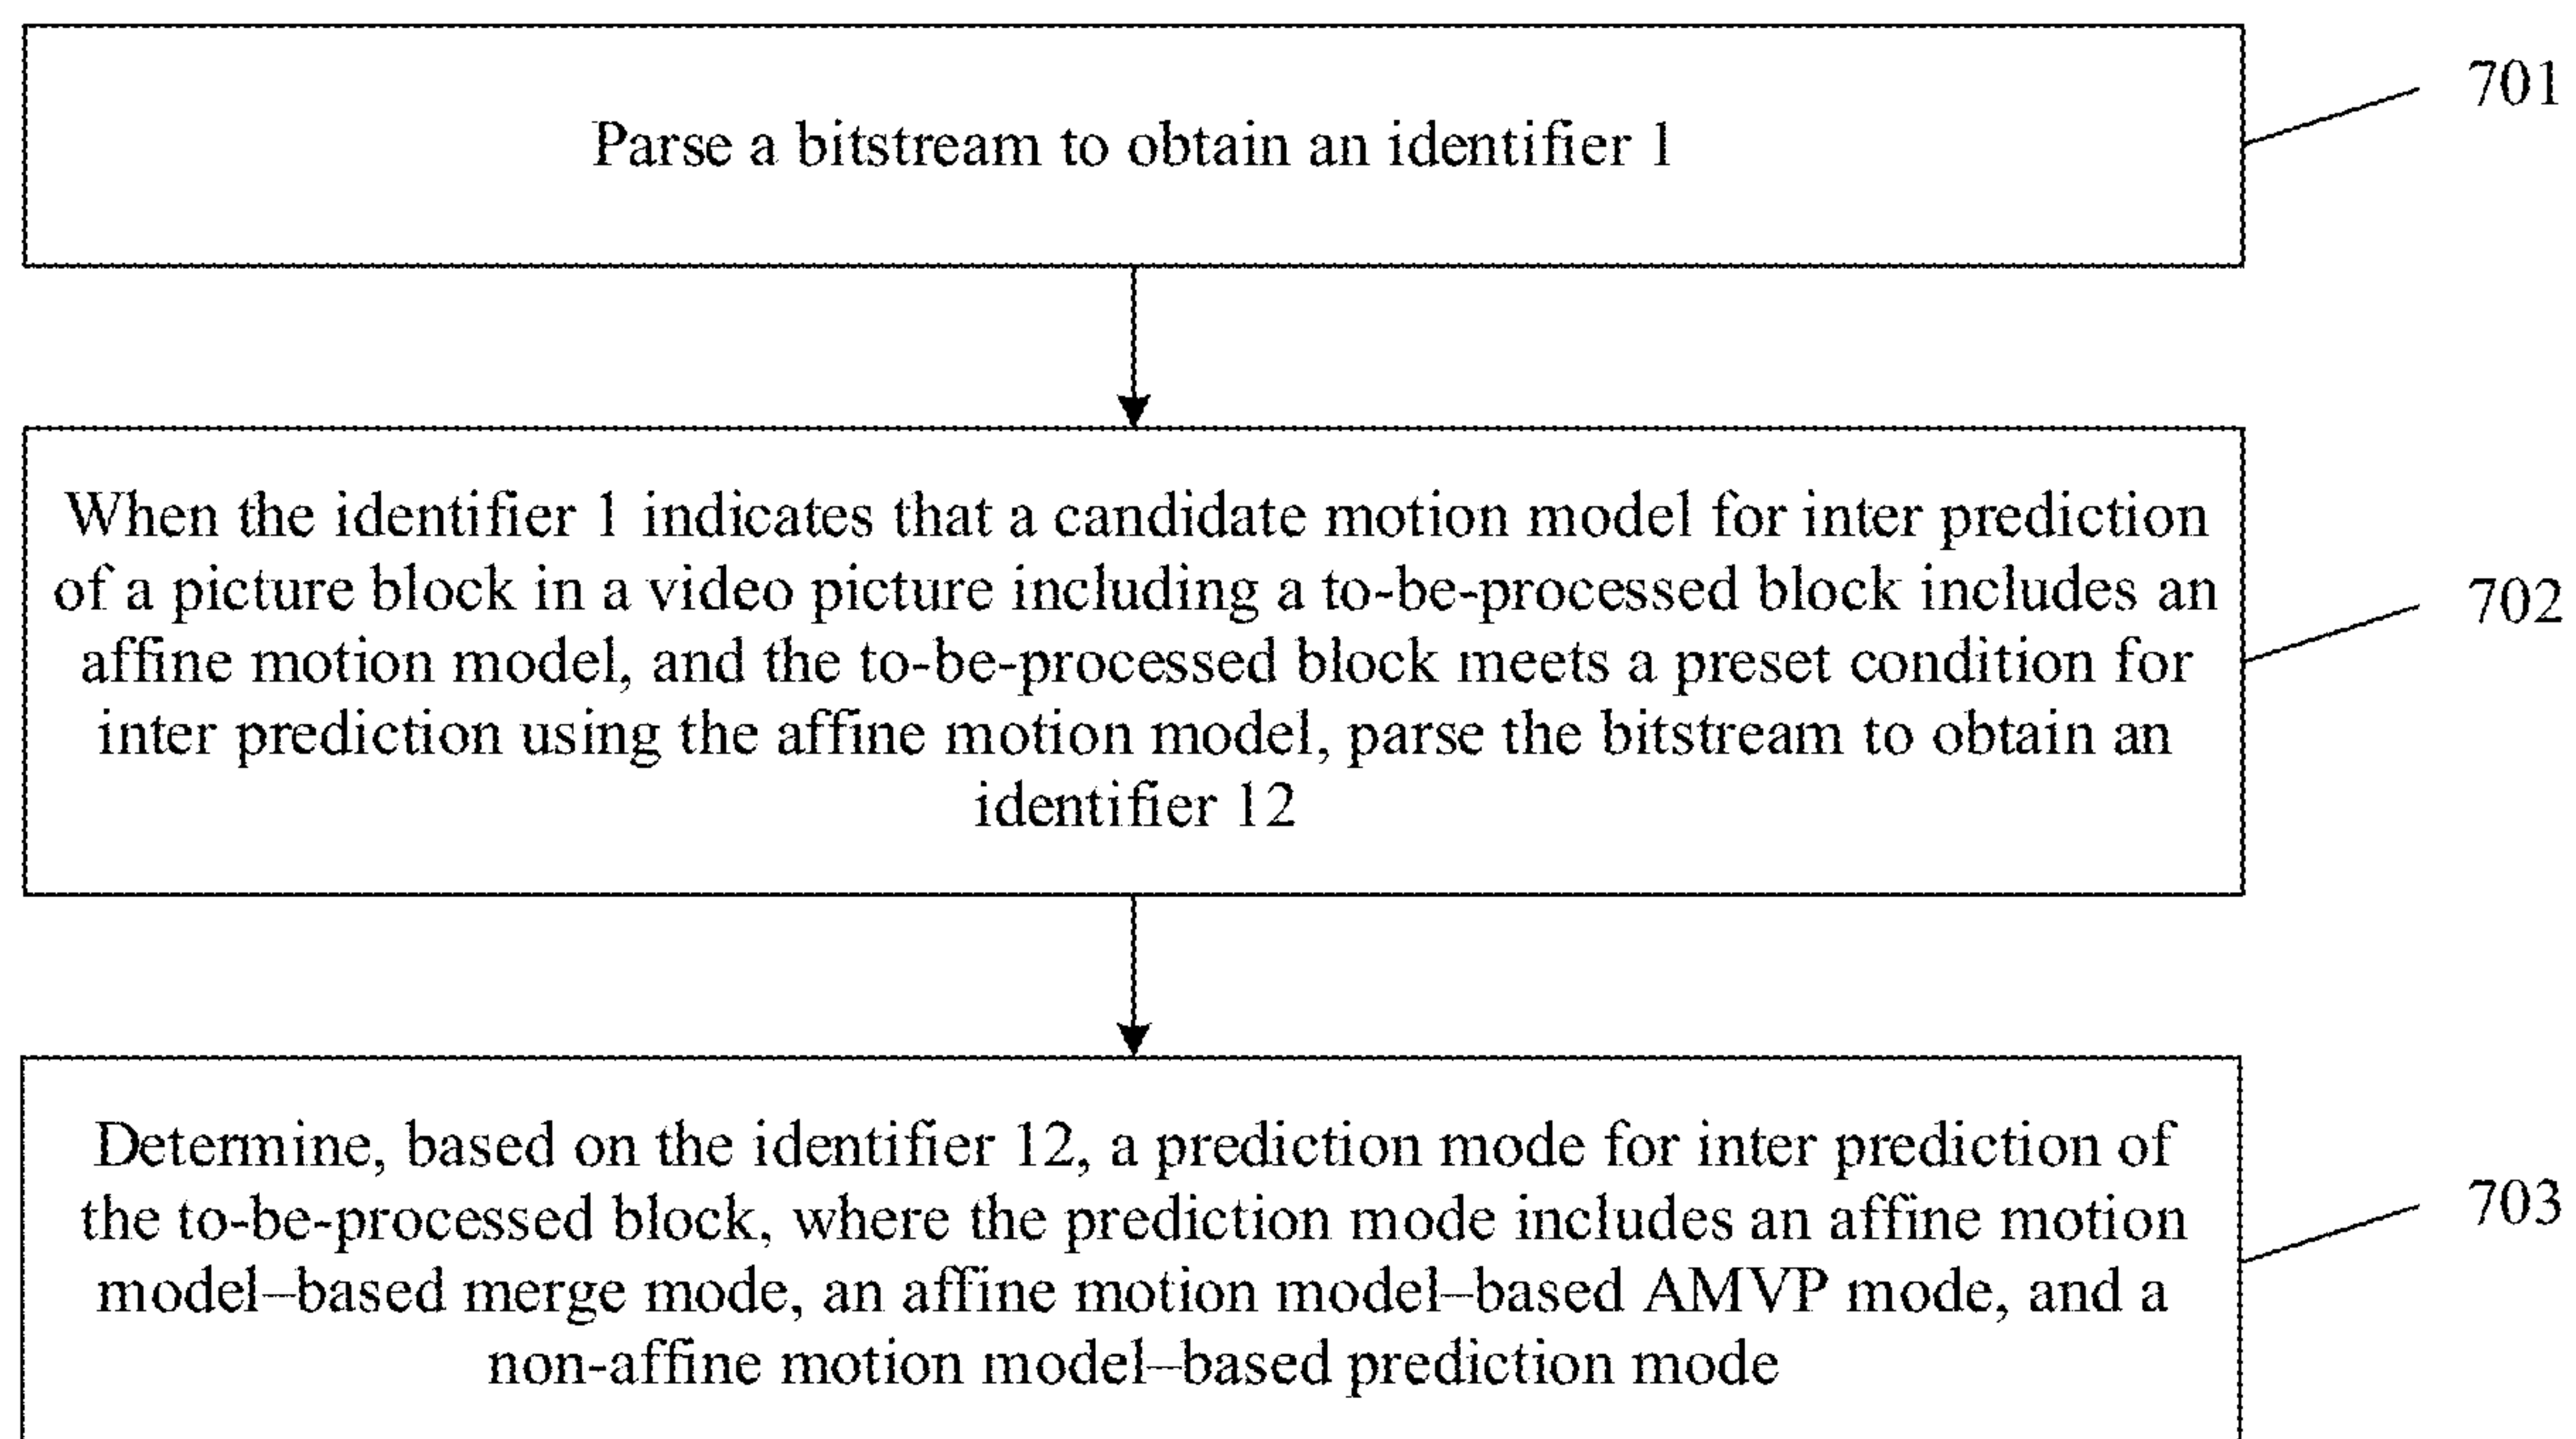 Parse a bitstream to obtain an identifier 1
701
When the identifier 1 indicates that a candidate motion model for inter prediction
of a picture block in a video picture including a to-be-processed block includes an
affine motion model, and the to-be-processed block meets a preset condition for
inter prediction using the affine motion model, parse the bitstream to obtain an
identifier 12
702
Determine, based on the identifier 12, a prediction mode for inter prediction of
the to-be-processed block, where the prediction mode includes an affine motion
model–based merge mode, an affine motion model–based AMVP mode, and a
non-affine motion model–based prediction mode
703